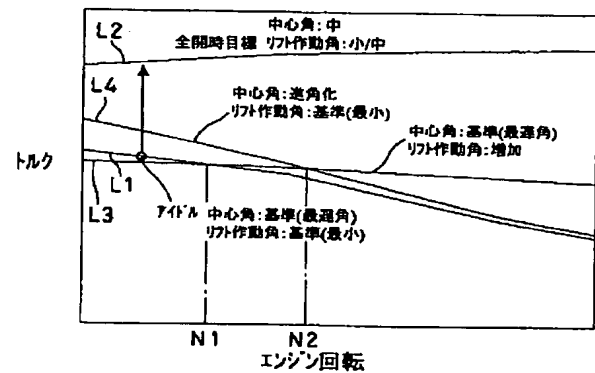 中心角:中
全開時目標 リフト作動角:小/中
L2
L4
中心角:進角化
リフト作動角:基準(最小)
中心角:基準(最遅角)
リフト作動角:増加
トルク
L1
L3
アイドル
中心角:基準(最遅角)
リフト作動角:基準(最小)
N1
N2
エンジン回転